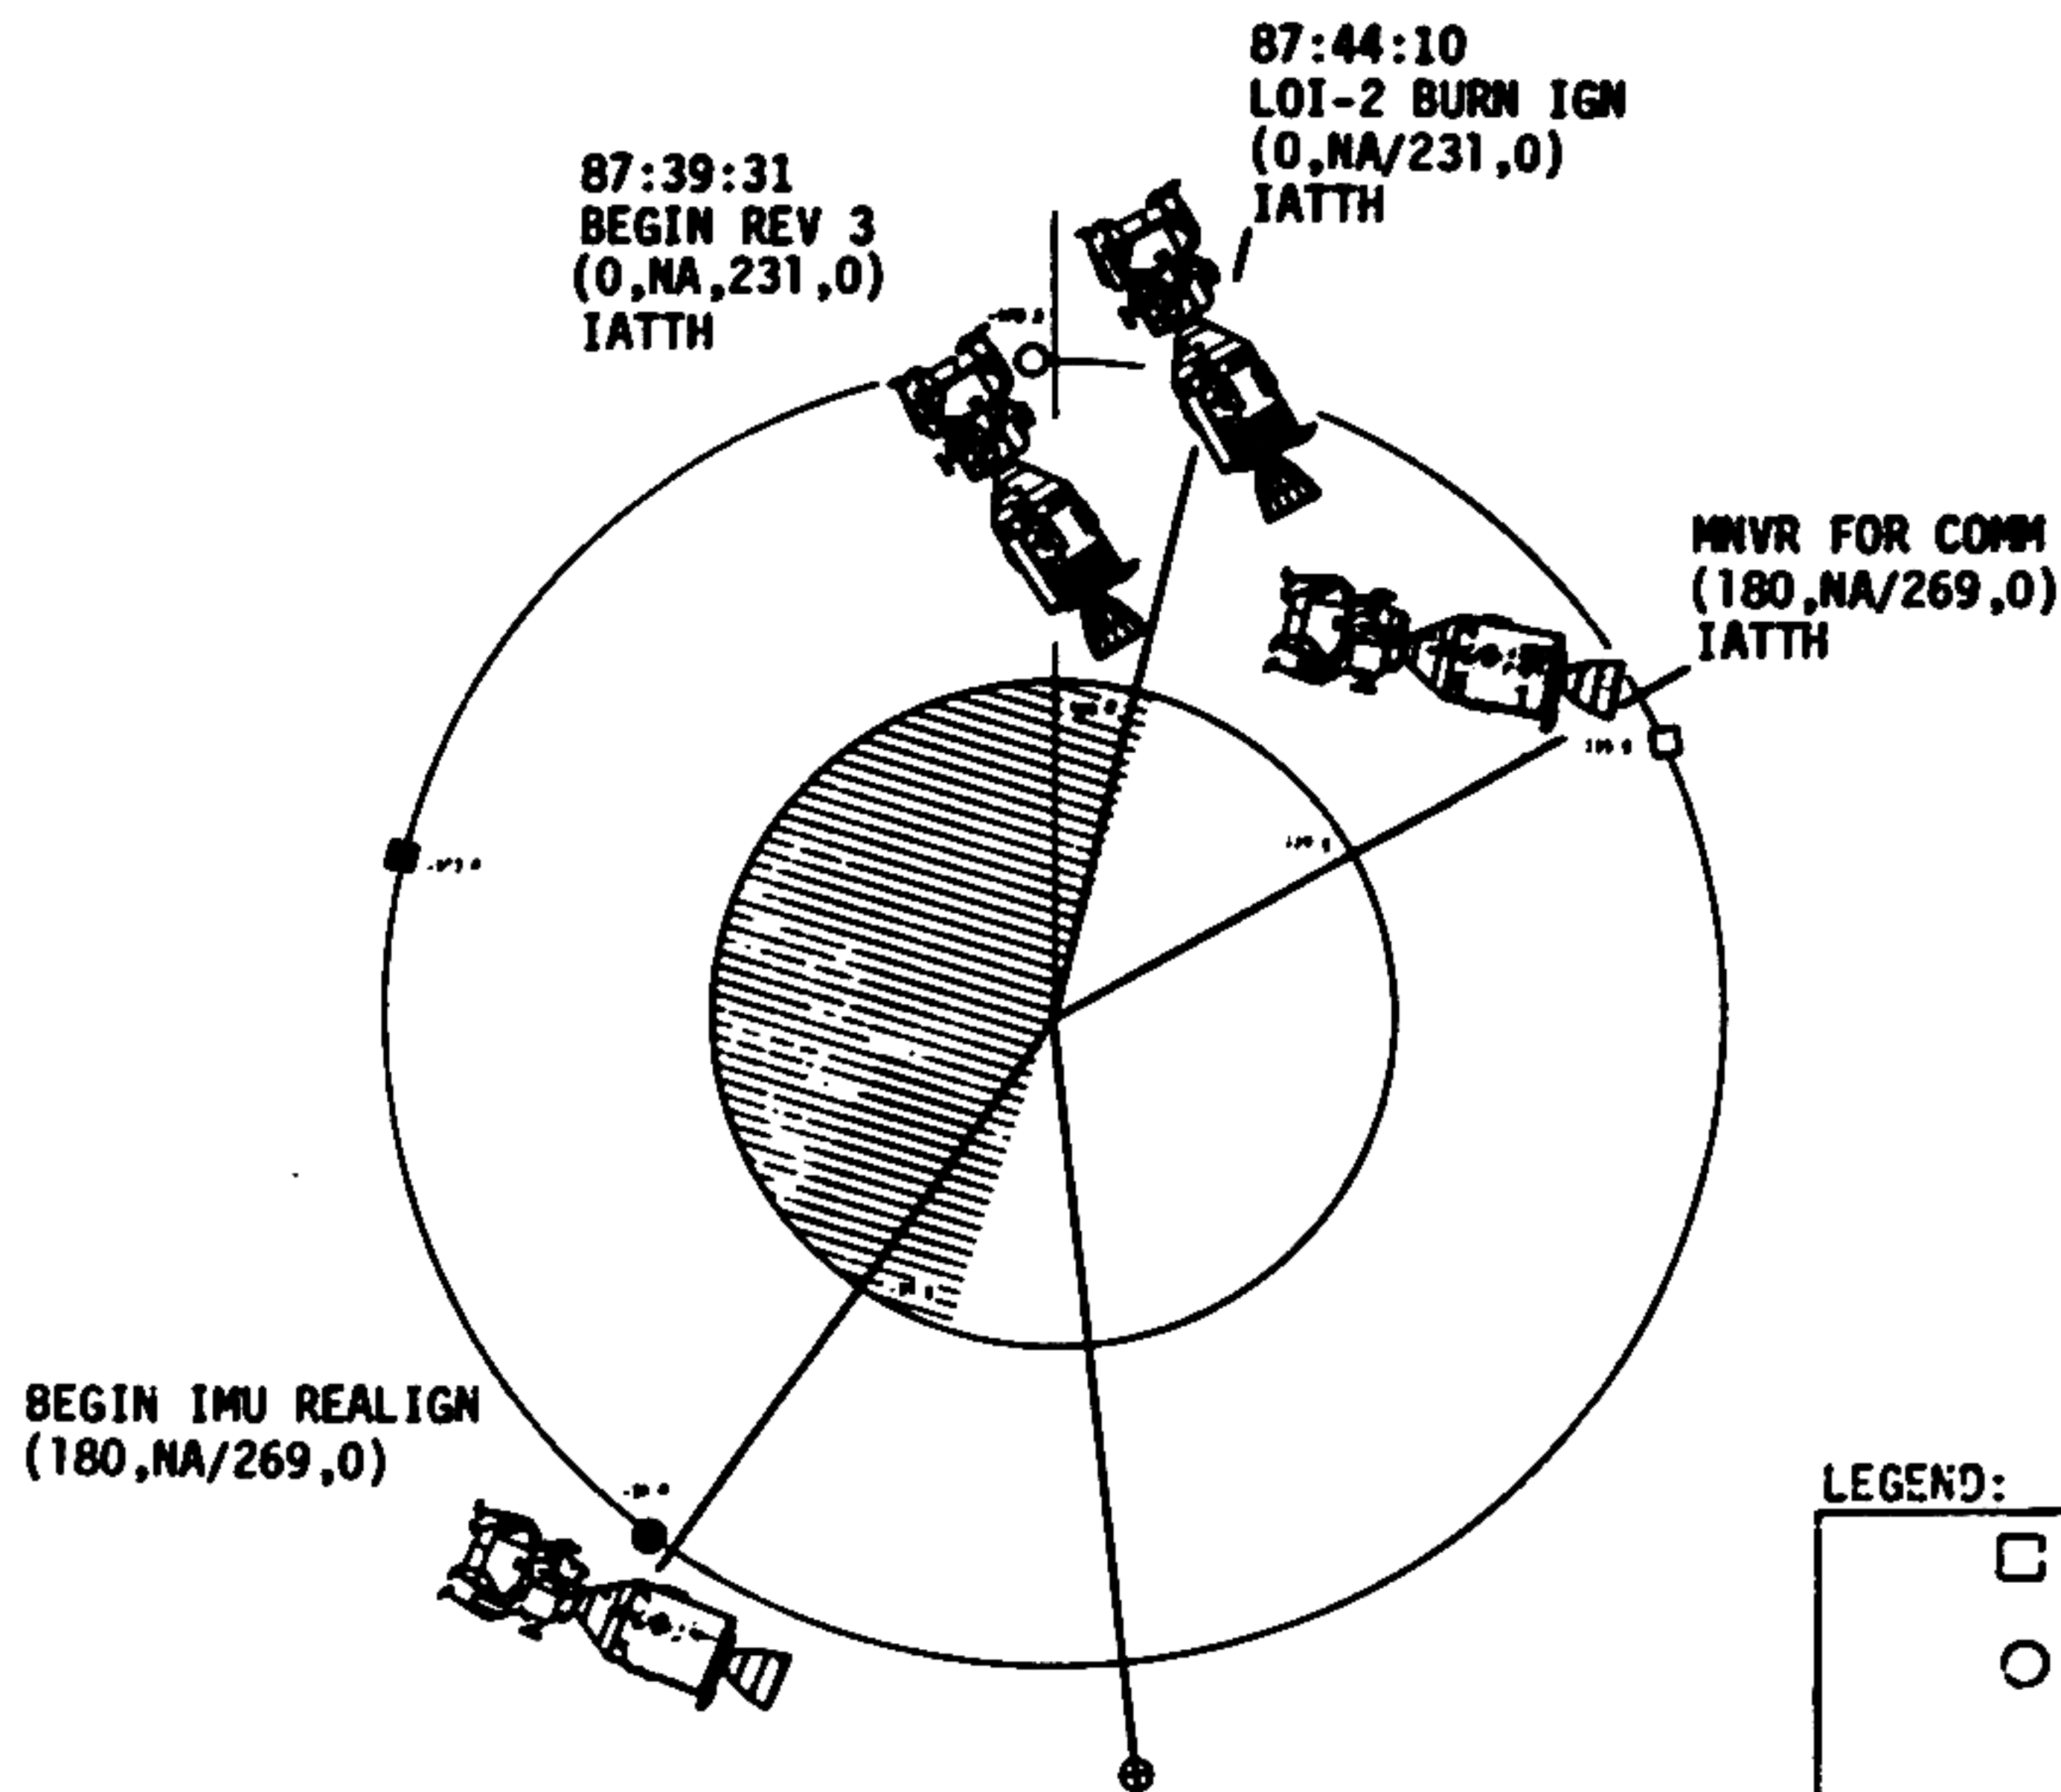 87:44:10
LOI-2 BURN IGN
(0,NA/231,0)
IATTH
87:39:31
BEGIN REV 3
(0,NA,231,0)
IATTH
MNVR FOR COMM
(180,NA/269,0)
IATTH
BEGIN IMU REALIGN
(180,NA/269,0)
LEGEND: